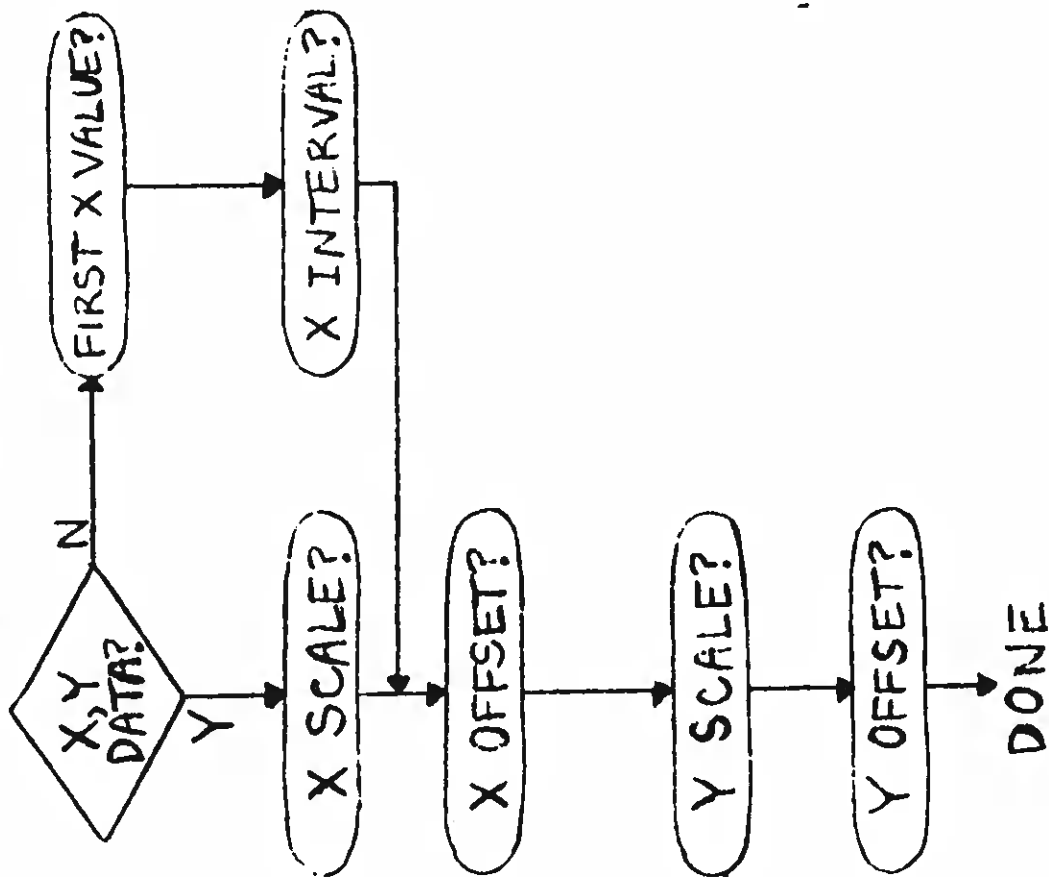 X,Y
DATA?
N
FIRST X VALUE?
Y
X SCALE?
X INTERVAL?
X OFFSET?
Y SCALE?
Y OFFSET?
DONE